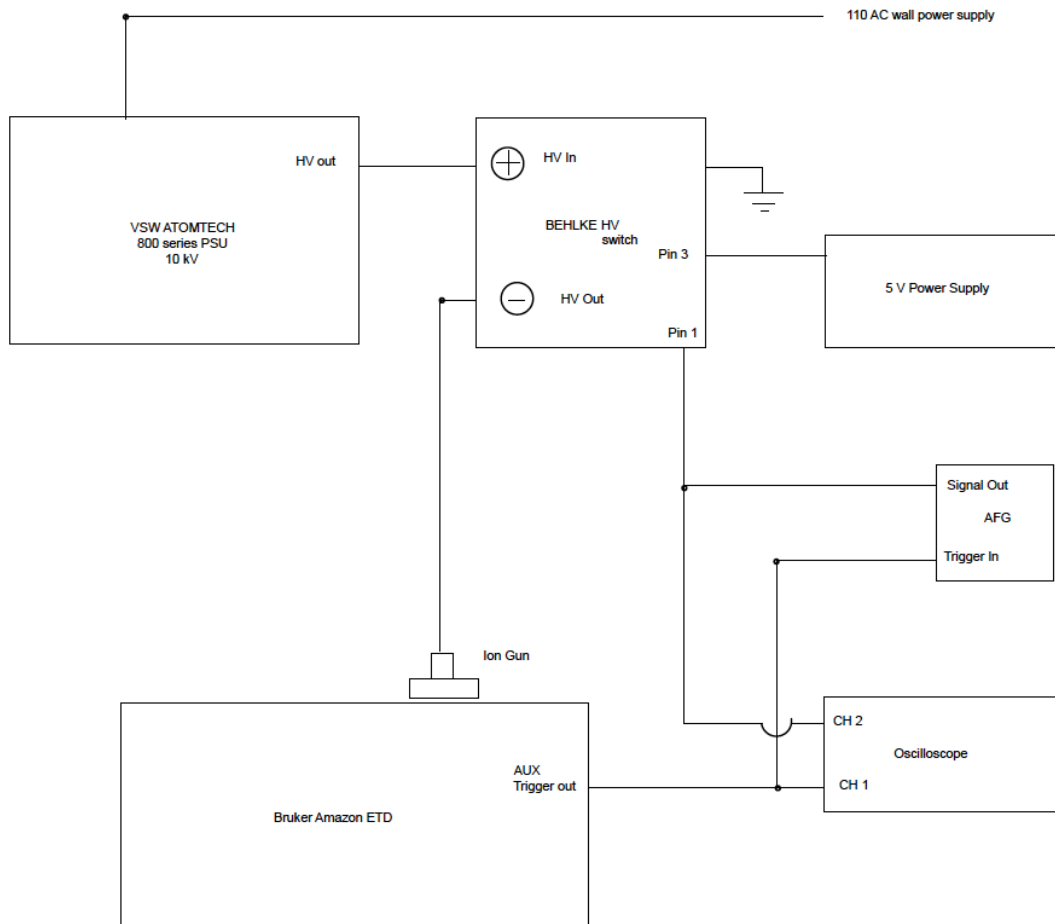 110 AC wall power supply
HV out
VSW ATOMTECH
800 series PSU
10 kV
+
HV In
BEHLKE HV
switch
Pin 3
−
HV Out
Pin 1
5 V Power Supply
Signal Out
AFG
Trigger In
Ion Gun
CH 2
Oscilloscope
CH 1
AUX
Trigger out
Bruker Amazon ETD